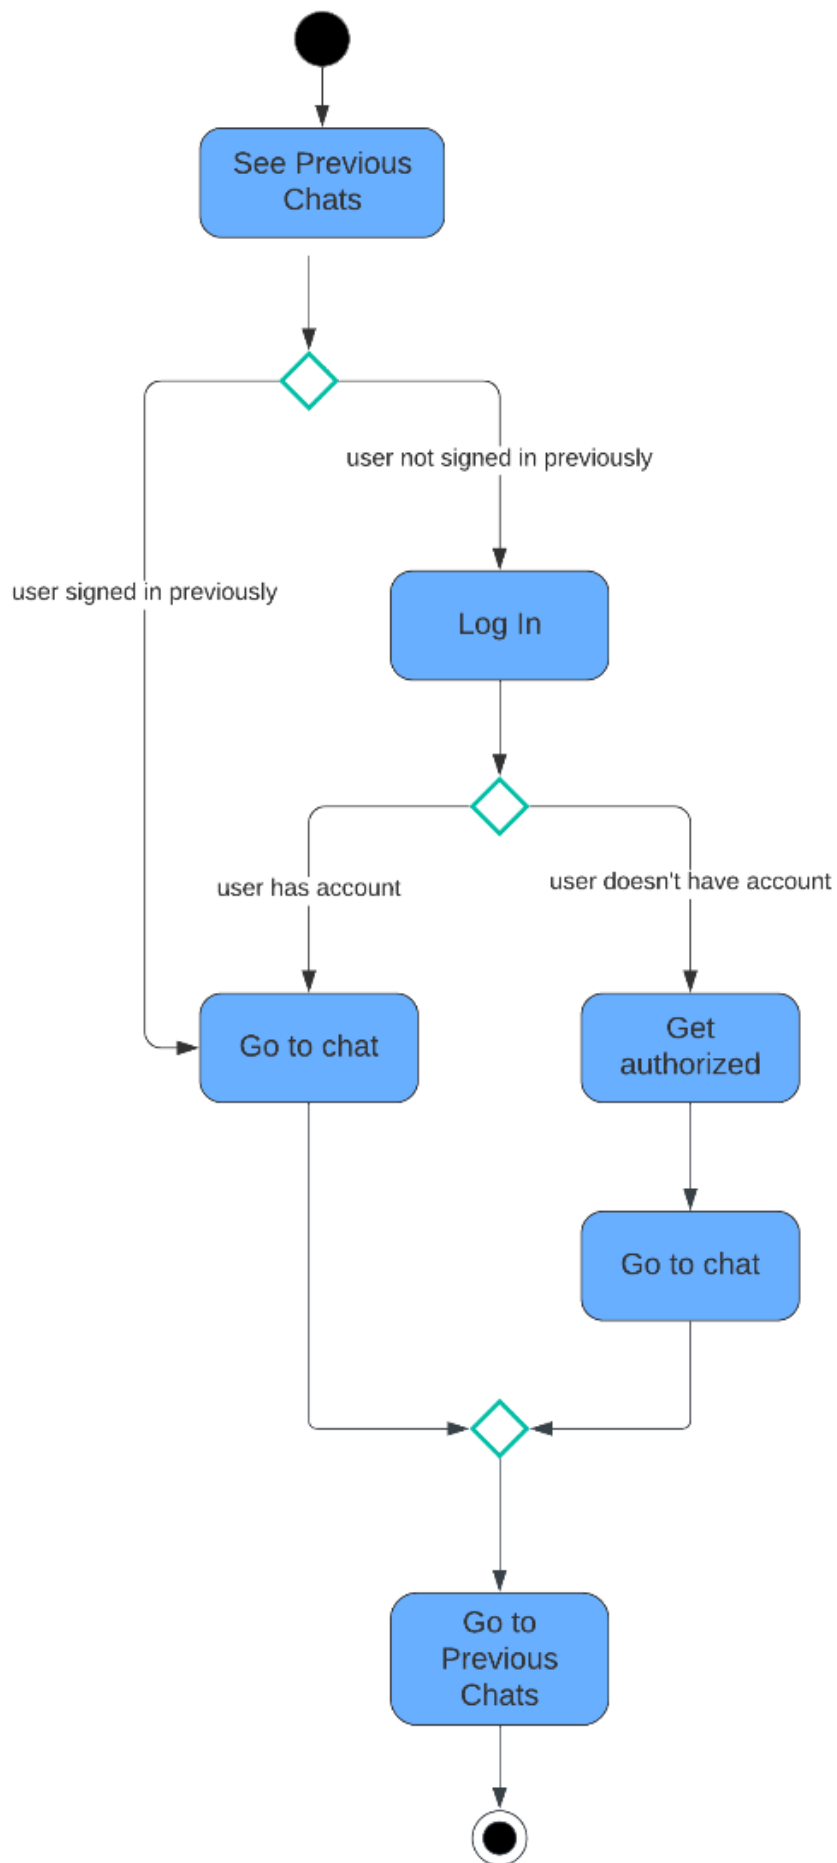 See Previous
Chats
user not signed in previously
user signed in previously
Log In
user has account
user doesn't have account
Go to chat
Get
authorized
Go to chat
Go to
Previous
Chats